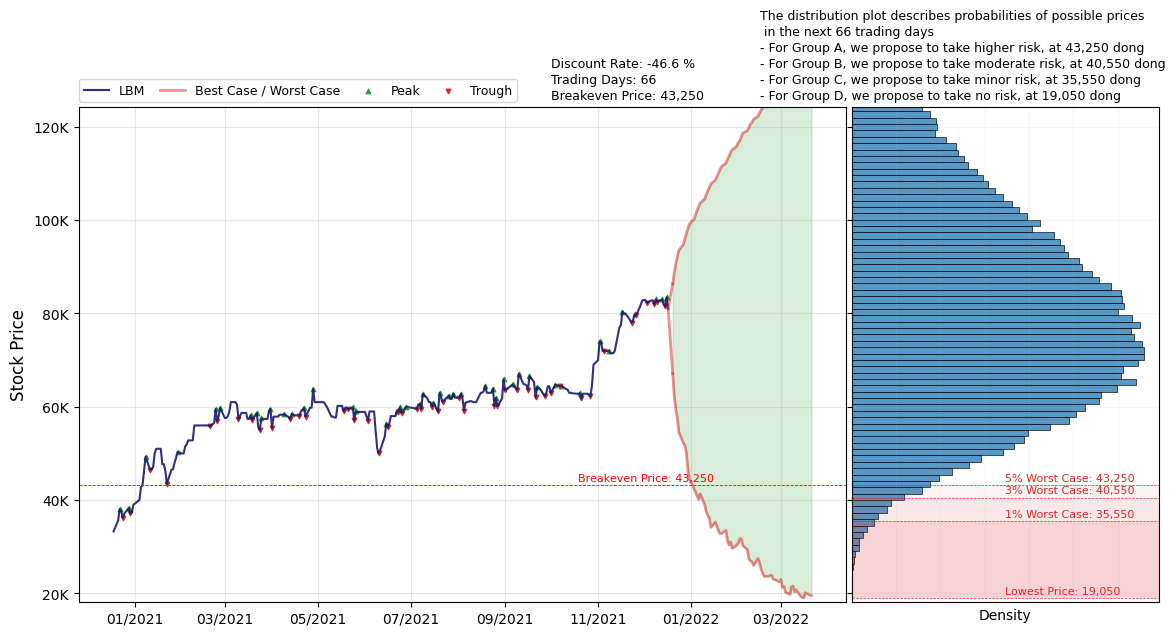 The distribution plot describes probabilities of possible prices
in the next 66 trading days
- For Group A, we propose to take higher risk, at 43,250 dong
- For Group B, we propose to take moderate risk, at 40,550 dong
- For Group C, we propose to take minor risk, at 35,550 dong
- For Group D, we propose to take no risk, at 19,050 dong
Discount Rate: -46.6 %
Trading Days: 66
Breakeven Price: 43,250
LBM
Best Case / Worst Case
Peak
Trough
Stock Price
120K
100K
80K
60K
40K
20K
Breakeven Price: 43,250
01/2021
03/2021
05/2021
07/2021
09/2021
11/2021
01/2022
03/2022
5% Worst Case: 43,250
3% Worst Case: 40,550
1% Worst Case: 35,550
Lowest Price: 19,050
Density